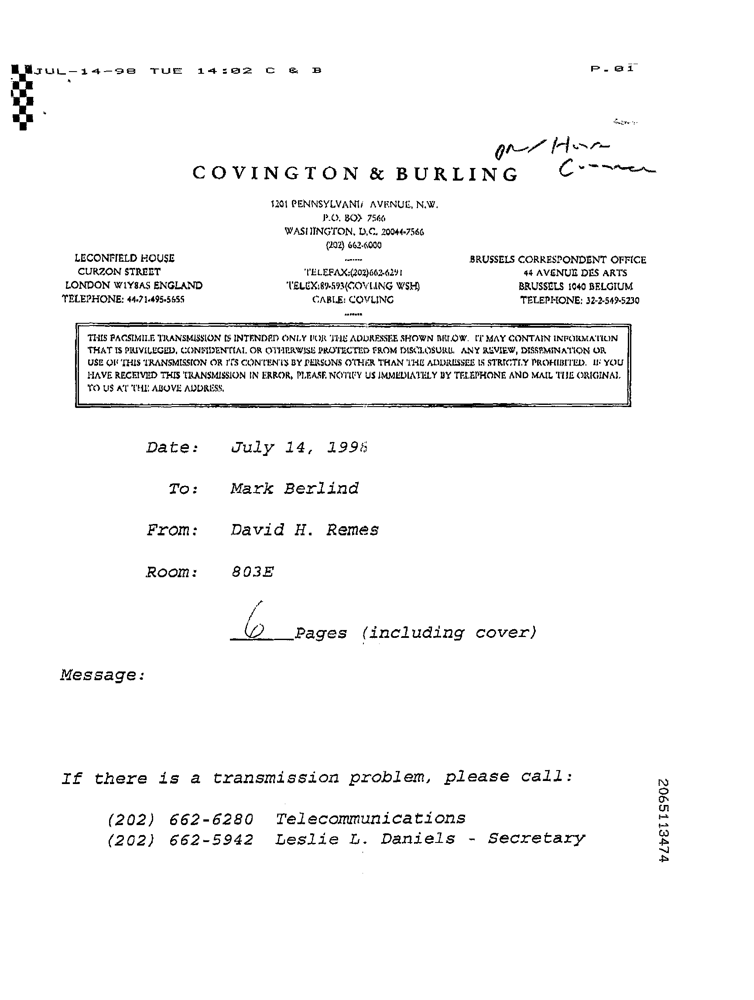 JUL-14-98 TUE 14:02 C & B P.01
COVINGTON & BURLING
1201 PENNSYLVANIA AVENUE, N.W.
P.O. BOX 7566
WASHINGTON, D.C. 20044-7566
(202) 662-6000
LECONFIELD HOUSE
CURZON STREET
LONDON W1Y8AS ENGLAND
TELEPHONE: 44-71-495-5655
TELEFAX:(202)662-6291
TELEX:89-593(COVLING WSH)
CABLE: COVLING
BRUSSELS CORRESPONDENT OFFICE
44 AVENUE DES ARTS
BRUSSELS 1040 BELGIUM
TELEPHONE: 32-2-549-5230
THIS FACSIMILE TRANSMISSION IS INTENDED ONLY FOR THE ADDRESSEE SHOWN BELOW. IT MAY CONTAIN INFORMATION
THAT IS PRIVILEGED, CONFIDENTIAL OR OTHERWISE PROTECTED FROM DISCLOSURE. ANY REVIEW, DISSEMINATION OR
USE OF THIS TRANSMISSION OR ITS CONTENTS BY PERSONS OTHER THAN THE ADDRESSEE IS STRICTLY PROHIBITED. IF YOU
HAVE RECEIVED THIS TRANSMISSION IN ERROR, PLEASE NOTIFY US IMMEDIATELY BY TELEPHONE AND MAIL THE ORIGINAL
TO US AT THE ABOVE ADDRESS.
Date: July 14, 1998
To: Mark Berlind
From: David H. Remes
Room: 803E
6 Pages (including cover)
Message:
If there is a transmission problem, please call:
(202) 662-6280 Telecommunications
(202) 662-5942 Leslie L. Daniels - Secretary
2065113474